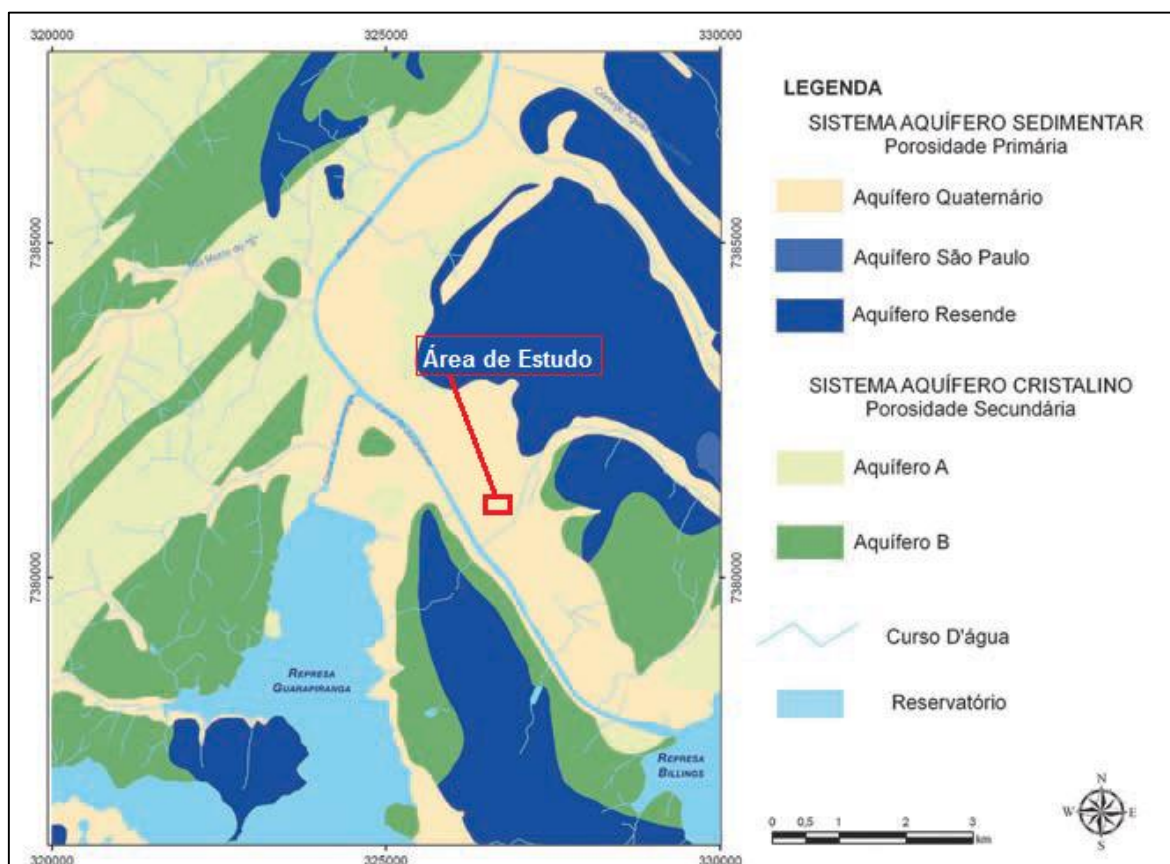 320000
325000
330000
7385000
7385000
7380000
7380000
Área de Estudo
REPRESA
GUARAPIRANGA
REPRESA
BILLINGS
320000
325000
330000
LEGENDA
SISTEMA AQUÍFERO SEDIMENTAR
Porosidade Primária
Aquífero Quaternário
Aquífero São Paulo
Aquífero Resende
SISTEMA AQUÍFERO CRISTALINO
Porosidade Secundária
Aquífero A
Aquífero B
Curso D'água
Reservatório
N
W E
S
0 0,5 1 2 3
km